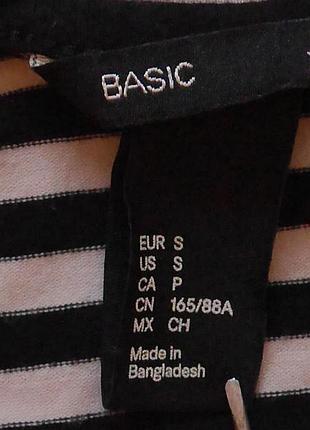 BASIC
EUR S
US S
CA P
CN 165/88A
MX CH
Made in
Bangladesh